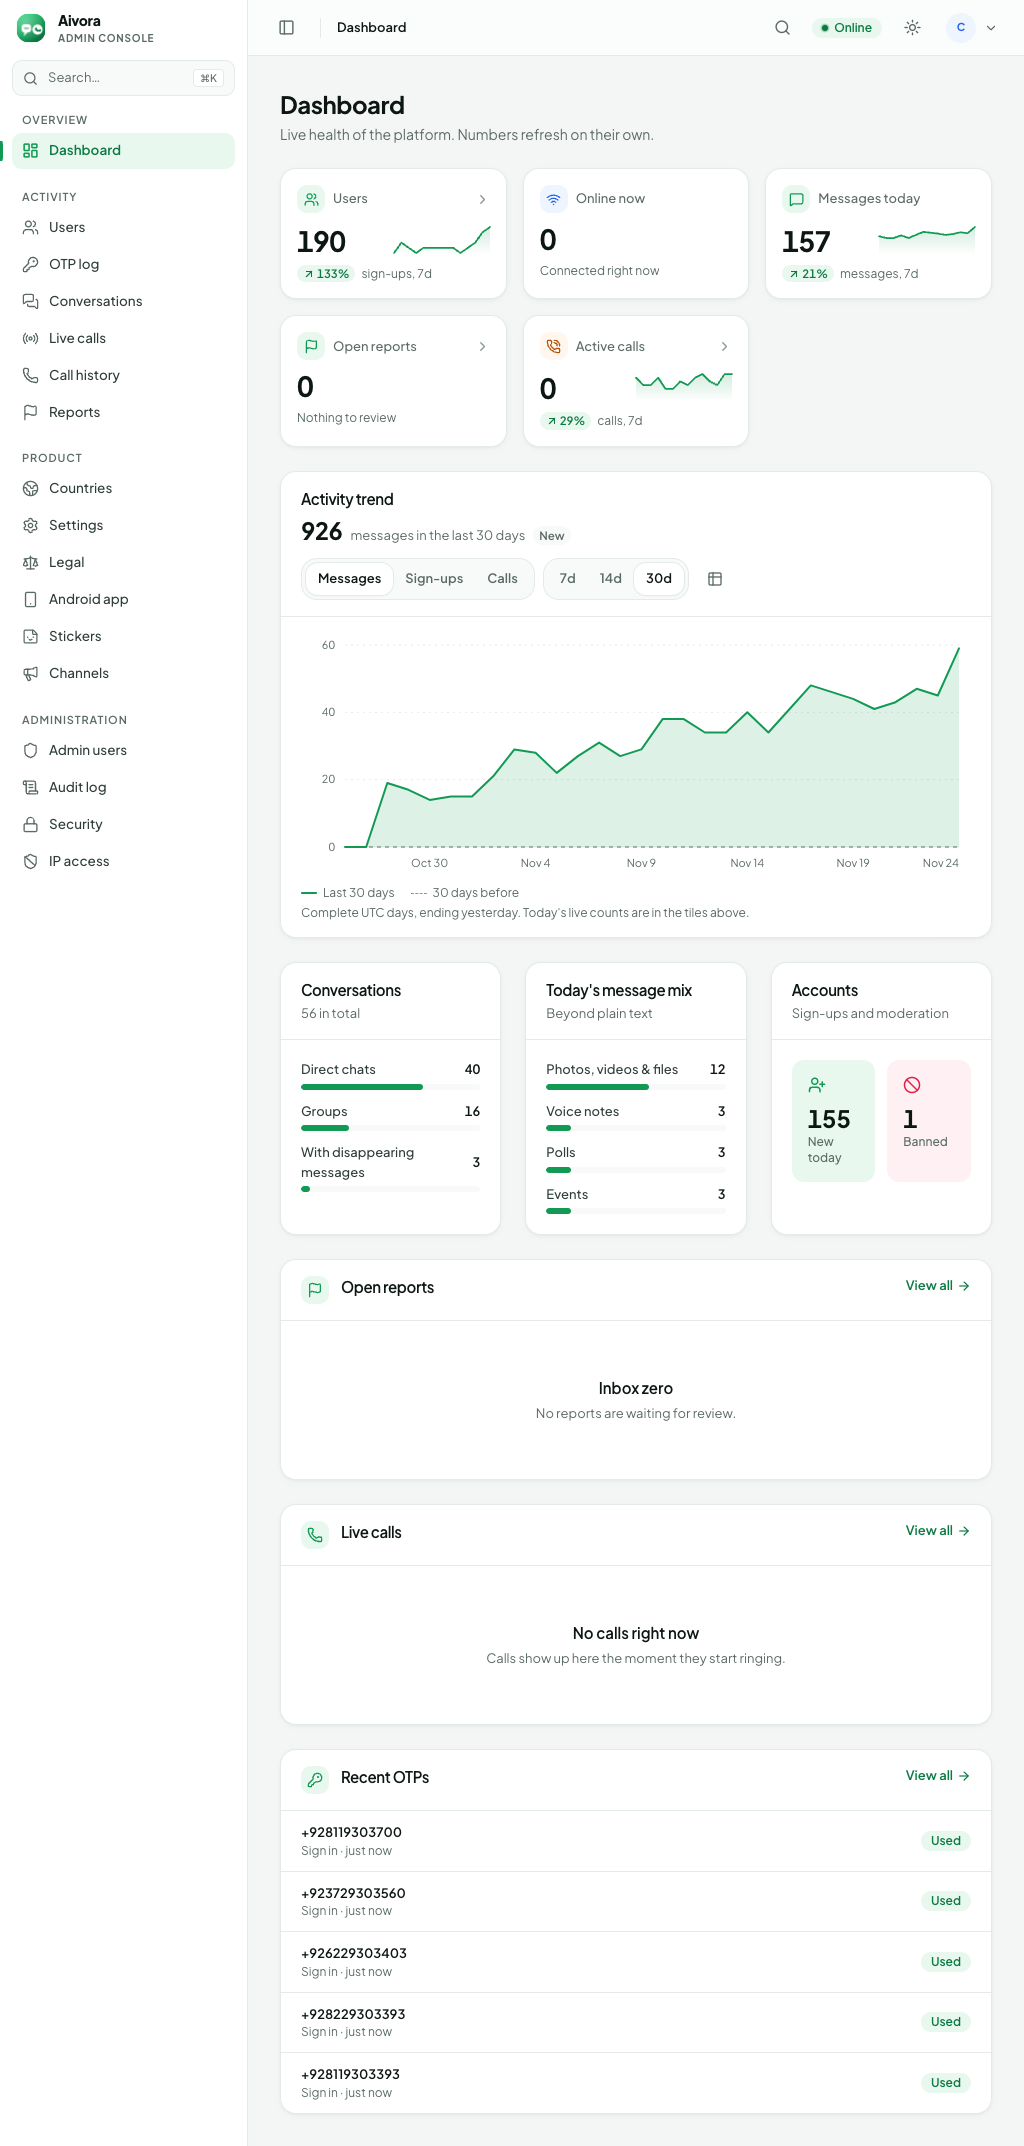 Aivora
ADMIN CONSOLE
Search...
⌘K
OVERVIEW
Dashboard
ACTIVITY
Users
OTP log
Conversations
Live calls
Call history
Reports
PRODUCT
Countries
Settings
Legal
Android app
Stickers
Channels
ADMINISTRATION
Admin users
Audit log
Security
IP access
Dashboard
Online
C
Dashboard
Live health of the platform. Numbers refresh on their own.
Users
190
133% sign-ups, 7d
Online now
0
Connected right now
Messages today
157
21% messages, 7d
Open reports
0
Nothing to review
Active calls
0
29% calls, 7d
Activity trend
926 messages in the last 30 days New
Messages Sign-ups Calls 7d 14d 30d
60
40
20
0
Oct 30 Nov 4 Nov 9 Nov 14 Nov 19 Nov 24
Last 30 days 30 days before
Complete UTC days, ending yesterday. Today's live counts are in the tiles above.
Conversations
56 in total
Direct chats 40
Groups 16
With disappearing messages 3
Today's message mix
Beyond plain text
Photos, videos & files 12
Voice notes 3
Polls 3
Events 3
Accounts
Sign-ups and moderation
155
New today
1
Banned
Open reports
View all
Inbox zero
No reports are waiting for review.
Live calls
View all
No calls right now
Calls show up here the moment they start ringing.
Recent OTPs
View all
+928119303700
Sign in · just now
Used
+923729303560
Sign in · just now
Used
+926229303403
Sign in · just now
Used
+928229303393
Sign in · just now
Used
+928119303393
Sign in · just now
Used